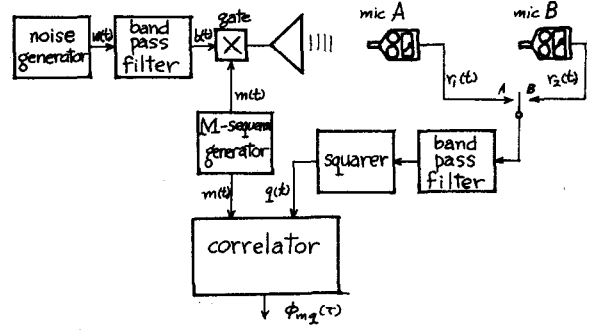 noise
generator
n(t)
band
pass
filter
b(t)
gate
×
mic A
mic B
r₁(t)
r₂(t)
A
B
m(t)
M-sequence
generator
m(t)
q(t)
squarer
band
pass
filter
correlator
ϕmq(τ)